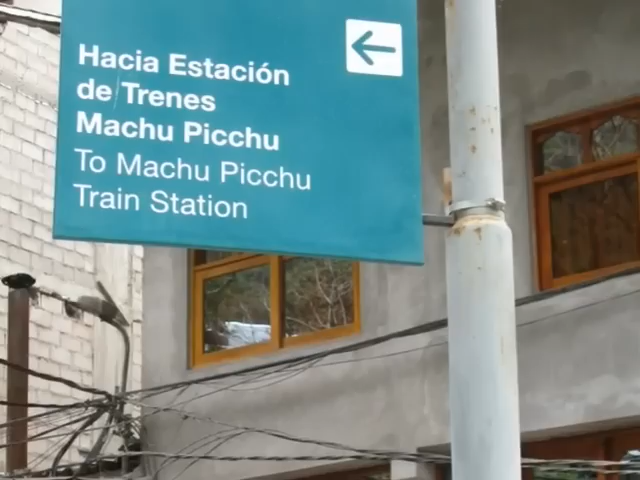 Hacia Estación
de Trenes
Machu Picchu
To Machu Picchu
Train Station